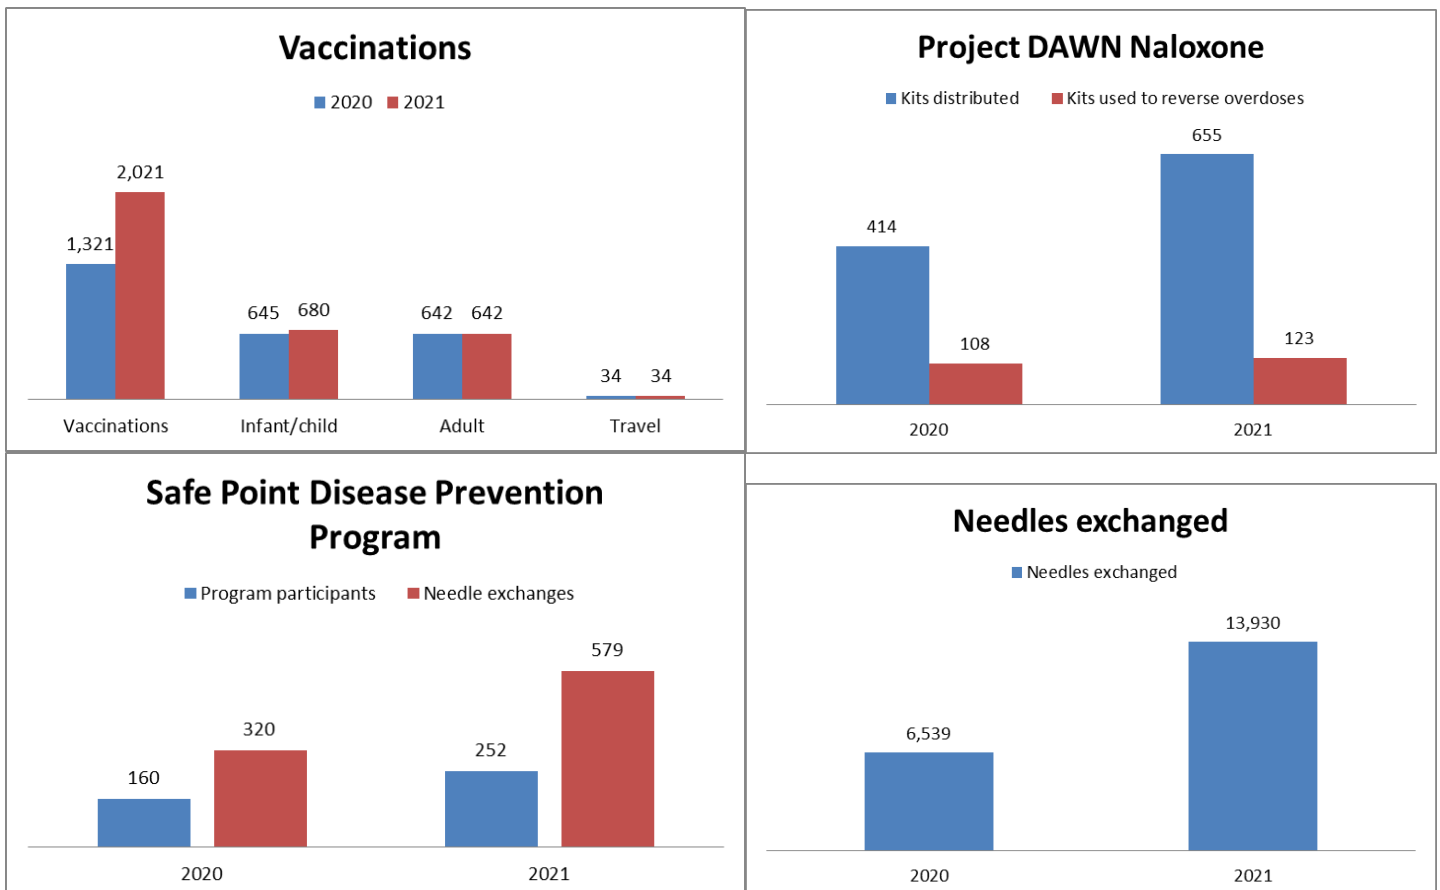 Vaccinations
2020 2021
2,021
1,321
645 680
642 642
34 34
Vaccinations Infant/child Adult Travel
Project DAWN Naloxone
Kits distributed Kits used to reverse overdoses
655
414
108
123
2020 2021
Safe Point Disease Prevention
Program
Program participants Needle exchanges
579
320
252
160
2020 2021
Needles exchanged
Needles exchanged
13,930
6,539
2020 2021